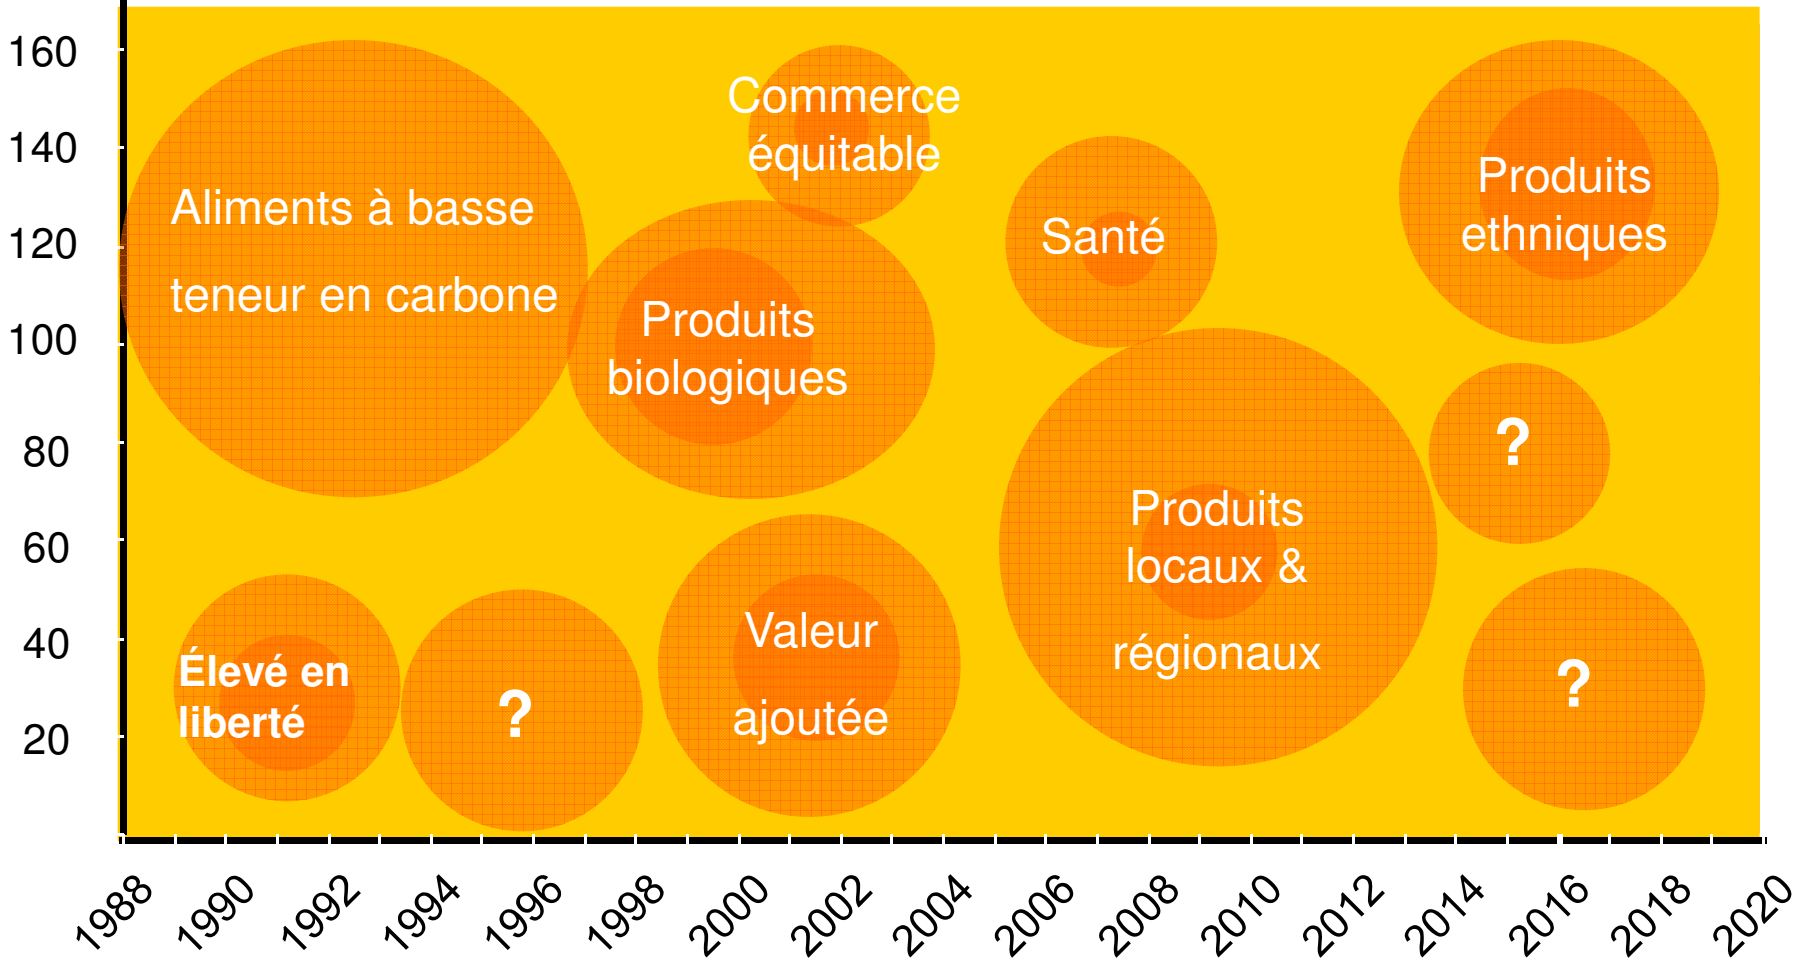 160
140
120
100
80
60
40
20
Aliments à basse
teneur en carbone
Commerce
équitable
Produits
biologiques
Santé
Produits
ethniques
?
Produits
locaux &
régionaux
Élevé en
liberté
?
Valeur
ajoutée
?
1988 1990 1992 1994 1996 1998 2000 2002 2004 2006 2008 2010 2012 2014 2016 2018 2020